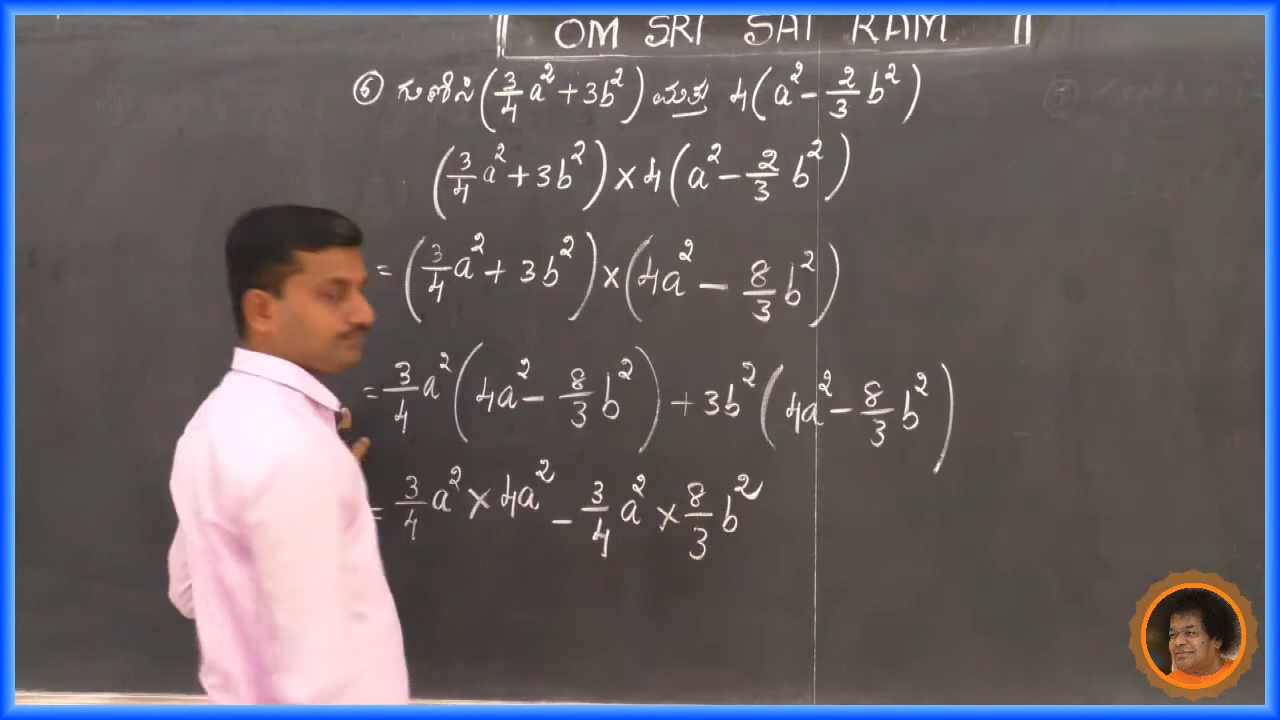 OM SRI SAI RAM
⑥ ಗುಣಿಸಿ (3/4 a² + 3b²) ಮತ್ತು 4(a² - 2/3 b²)
(3/4 a² + 3b²) × 4(a² - 2/3 b²)
= (3/4 a² + 3b²) × (4a² - 8/3 b²)
= 3/4 a² (4a² - 8/3 b²) + 3b² (4a² - 8/3 b²)
= 3/4 a² × 4a² - 3/4 a² × 8/3 b²